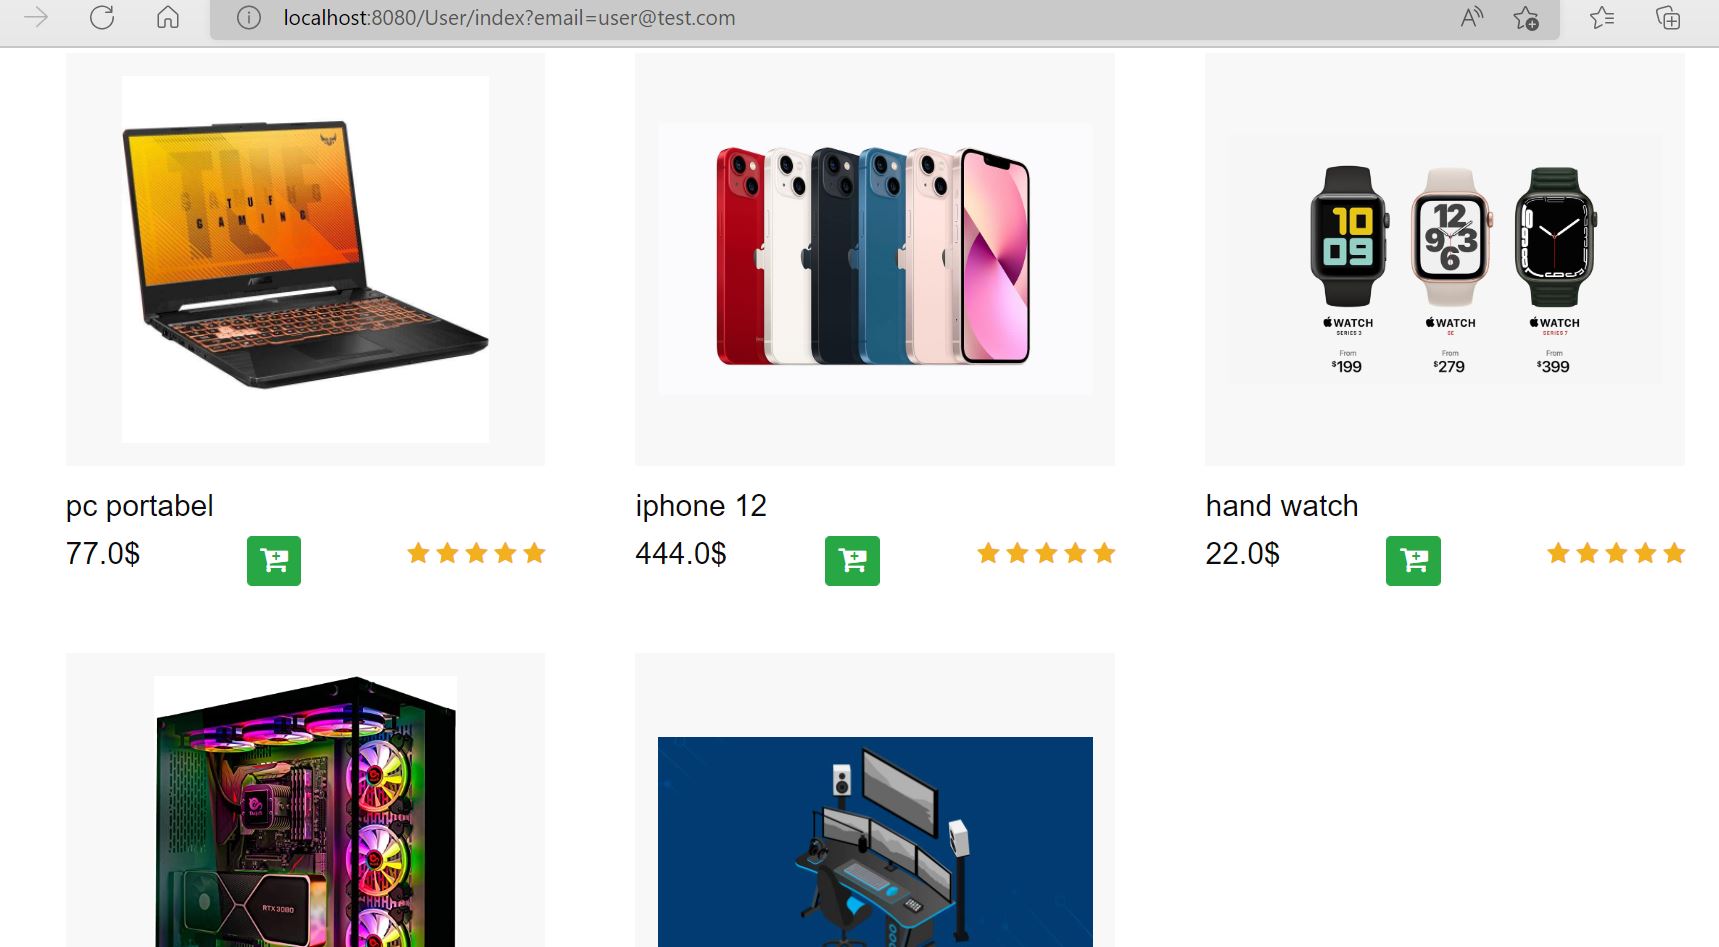 localhost:8080/User/index?email=user@test.com
TUF
GAMING
ASUS
10
09
12
9 3
6
WATCH
SERIES 3
From
$199
WATCH
SE
From
$279
WATCH
SERIES 7
From
$399
pc portabel
77.0$
iphone 12
444.0$
hand watch
22.0$
RTX 3080